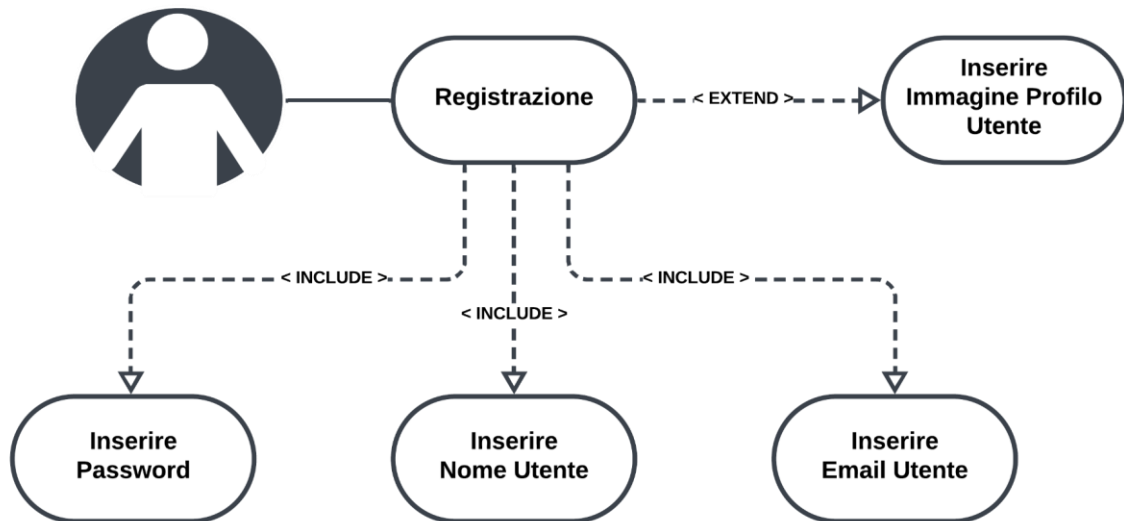 Registrazione
< EXTEND >
Inserire
Immagine Profilo
Utente
< INCLUDE >
< INCLUDE >
< INCLUDE >
Inserire
Password
Inserire
Nome Utente
Inserire
Email Utente